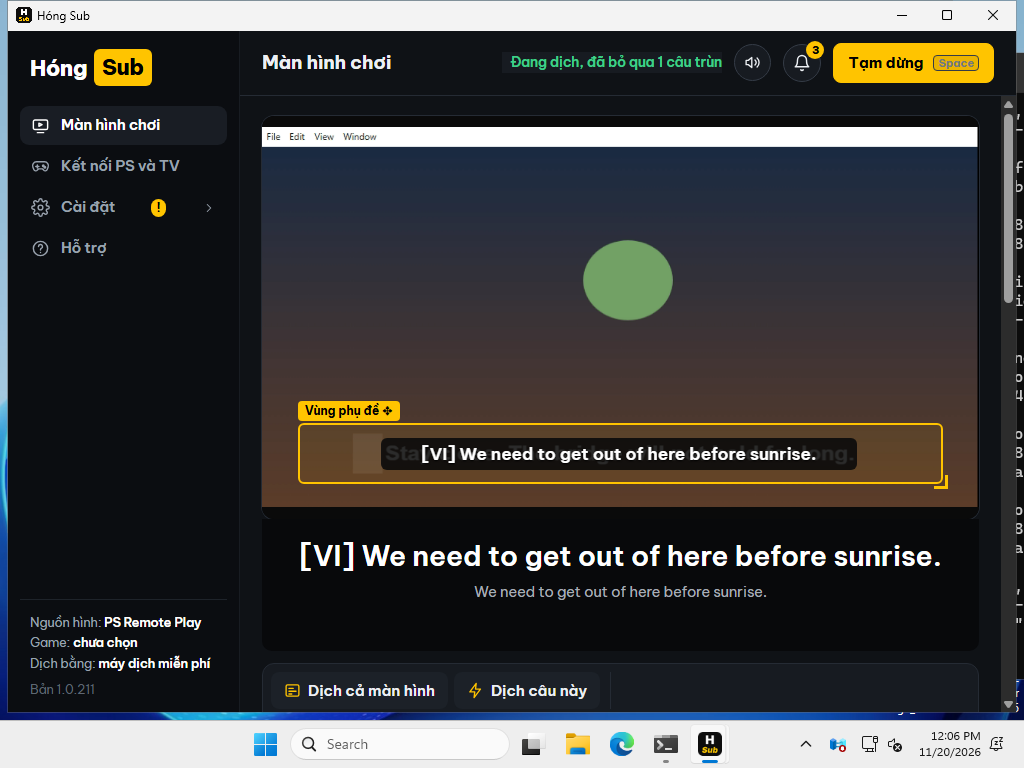 Hóng Sub
Hóng Sub
Màn hình chơi
Kết nối PS và TV
Cài đặt !
Hỗ trợ
Nguồn hình: PS Remote Play
Game: chưa chọn
Dịch bằng: máy dịch miễn phí
Bản 1.0.211
Màn hình chơi
Đang dịch, đã bỏ qua 1 câu trùn
3
Tạm dừng Space
File Edit View Window
Vùng phụ đề
[VI] We need to get out of here before sunrise.
[VI] We need to get out of here before sunrise.
We need to get out of here before sunrise.
Dịch cả màn hình
Dịch câu này
Search
12:06 PM
11/20/2026